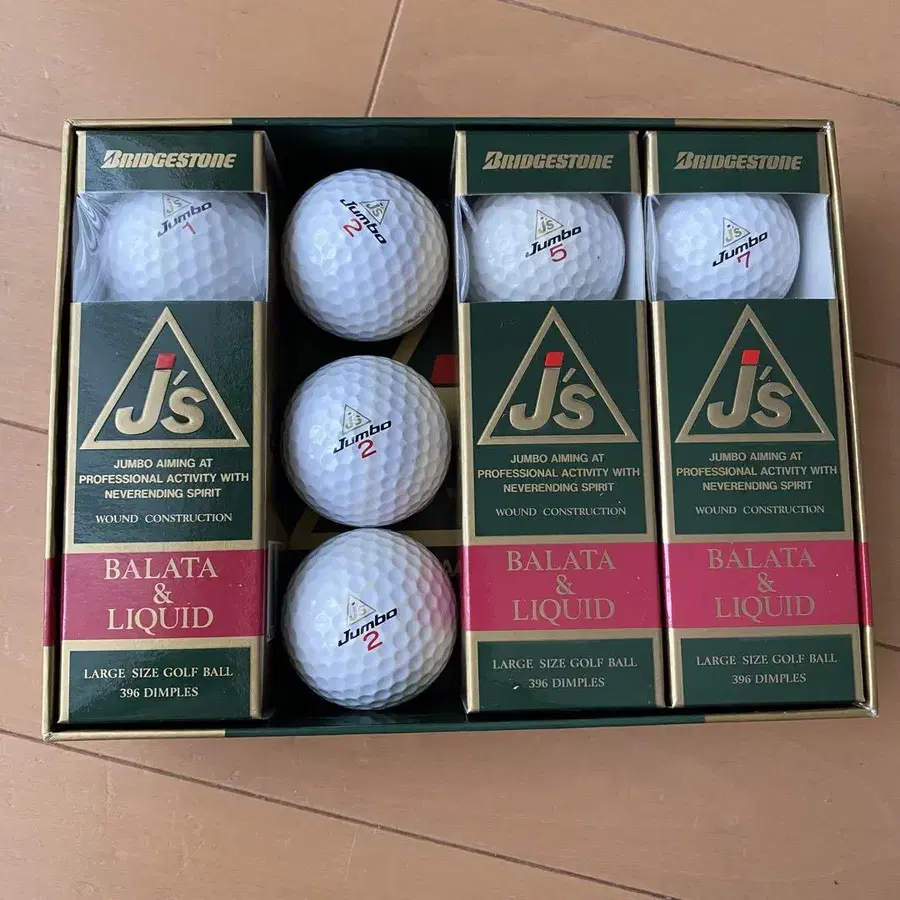 BRIDGESTONE
J's
Jumbo
1
J's
JUMBO AIMING AT
PROFESSIONAL ACTIVITY WITH
NEVERENDING SPIRIT
WOUND CONSTRUCTION
BALATA
&
LIQUID
LARGE SIZE GOLF BALL
396 DIMPLES
J's
Jumbo
2
J's
Jumbo
2
J's
Jumbo
2
BRIDGESTONE
J's
Jumbo
5
J's
JUMBO AIMING AT
PROFESSIONAL ACTIVITY WITH
NEVERENDING SPIRIT
WOUND CONSTRUCTION
BALATA
&
LIQUID
LARGE SIZE GOLF BALL
396 DIMPLES
BRIDGESTONE
J's
Jumbo
7
J's
JUMBO AIMING AT
PROFESSIONAL ACTIVITY WITH
NEVERENDING SPIRIT
WOUND CONSTRUCTION
BALATA
&
LIQUID
LARGE SIZE GOLF BALL
396 DIMPLES